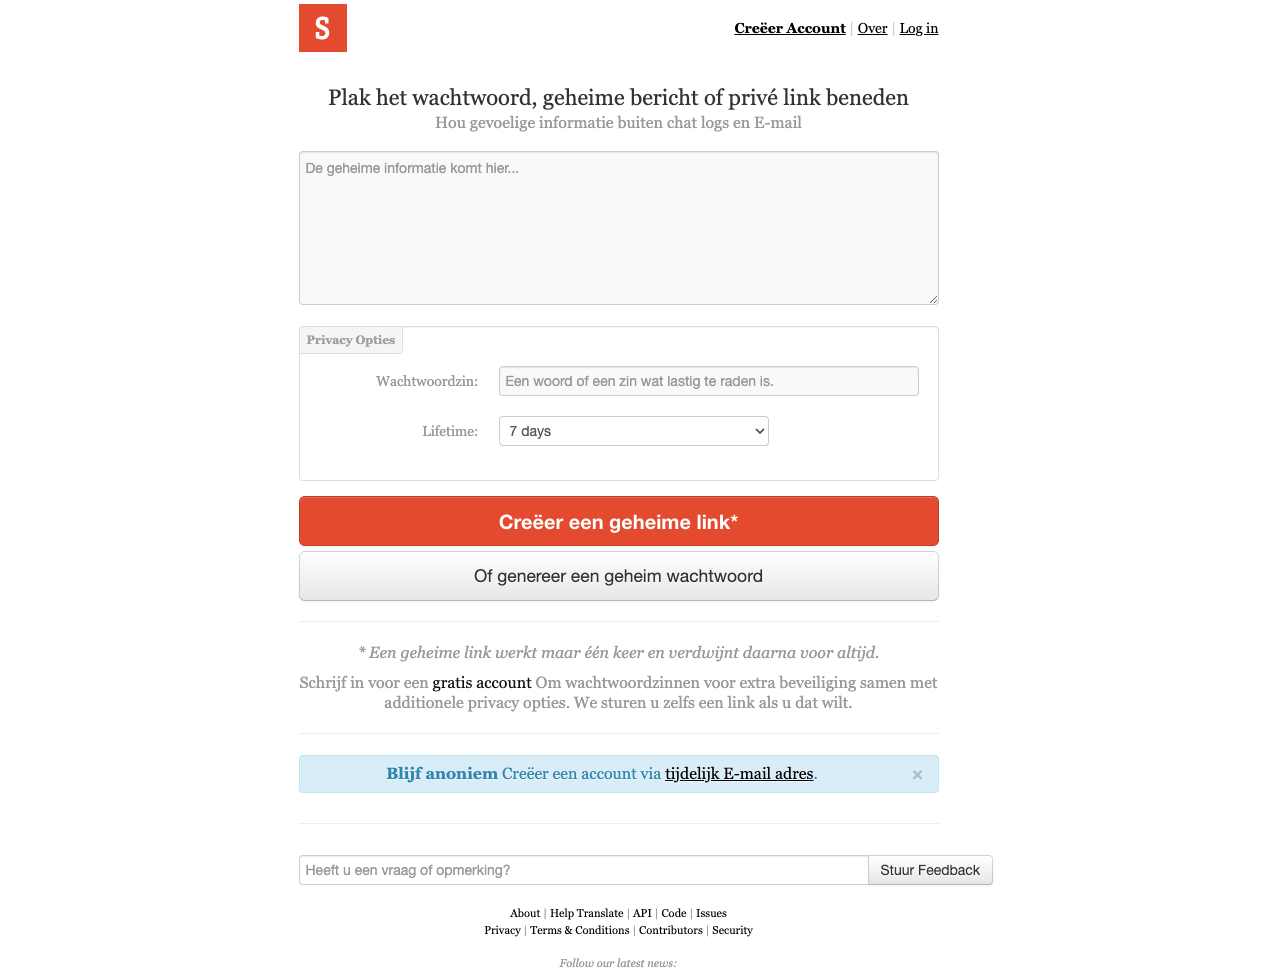 S
Creëer Account | Over | Log in
Plak het wachtwoord, geheime bericht of privé link beneden
Hou gevoelige informatie buiten chat logs en E-mail
De geheime informatie komt hier...
Privacy Opties
Wachtwoordzin: Een woord of een zin wat lastig te raden is.
Lifetime: 7 days
Creëer een geheime link*
Of genereer een geheim wachtwoord
* Een geheime link werkt maar één keer en verdwijnt daarna voor altijd.
Schrijf in voor een gratis account Om wachtwoordzinnen voor extra beveiliging samen met
additionele privacy opties. We sturen u zelfs een link als u dat wilt.
Blijf anoniem Creëer een account via tijdelijk E-mail adres. ×
Heeft u een vraag of opmerking? Stuur Feedback
About | Help Translate | API | Code | Issues
Privacy | Terms & Conditions | Contributors | Security
Follow our latest news: